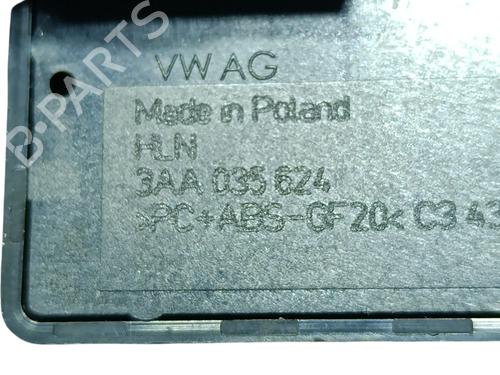 VW AG
Made in Poland
HLN
3AA 035 624
>PC+ABS-GF20< C3 43
B-PARTS